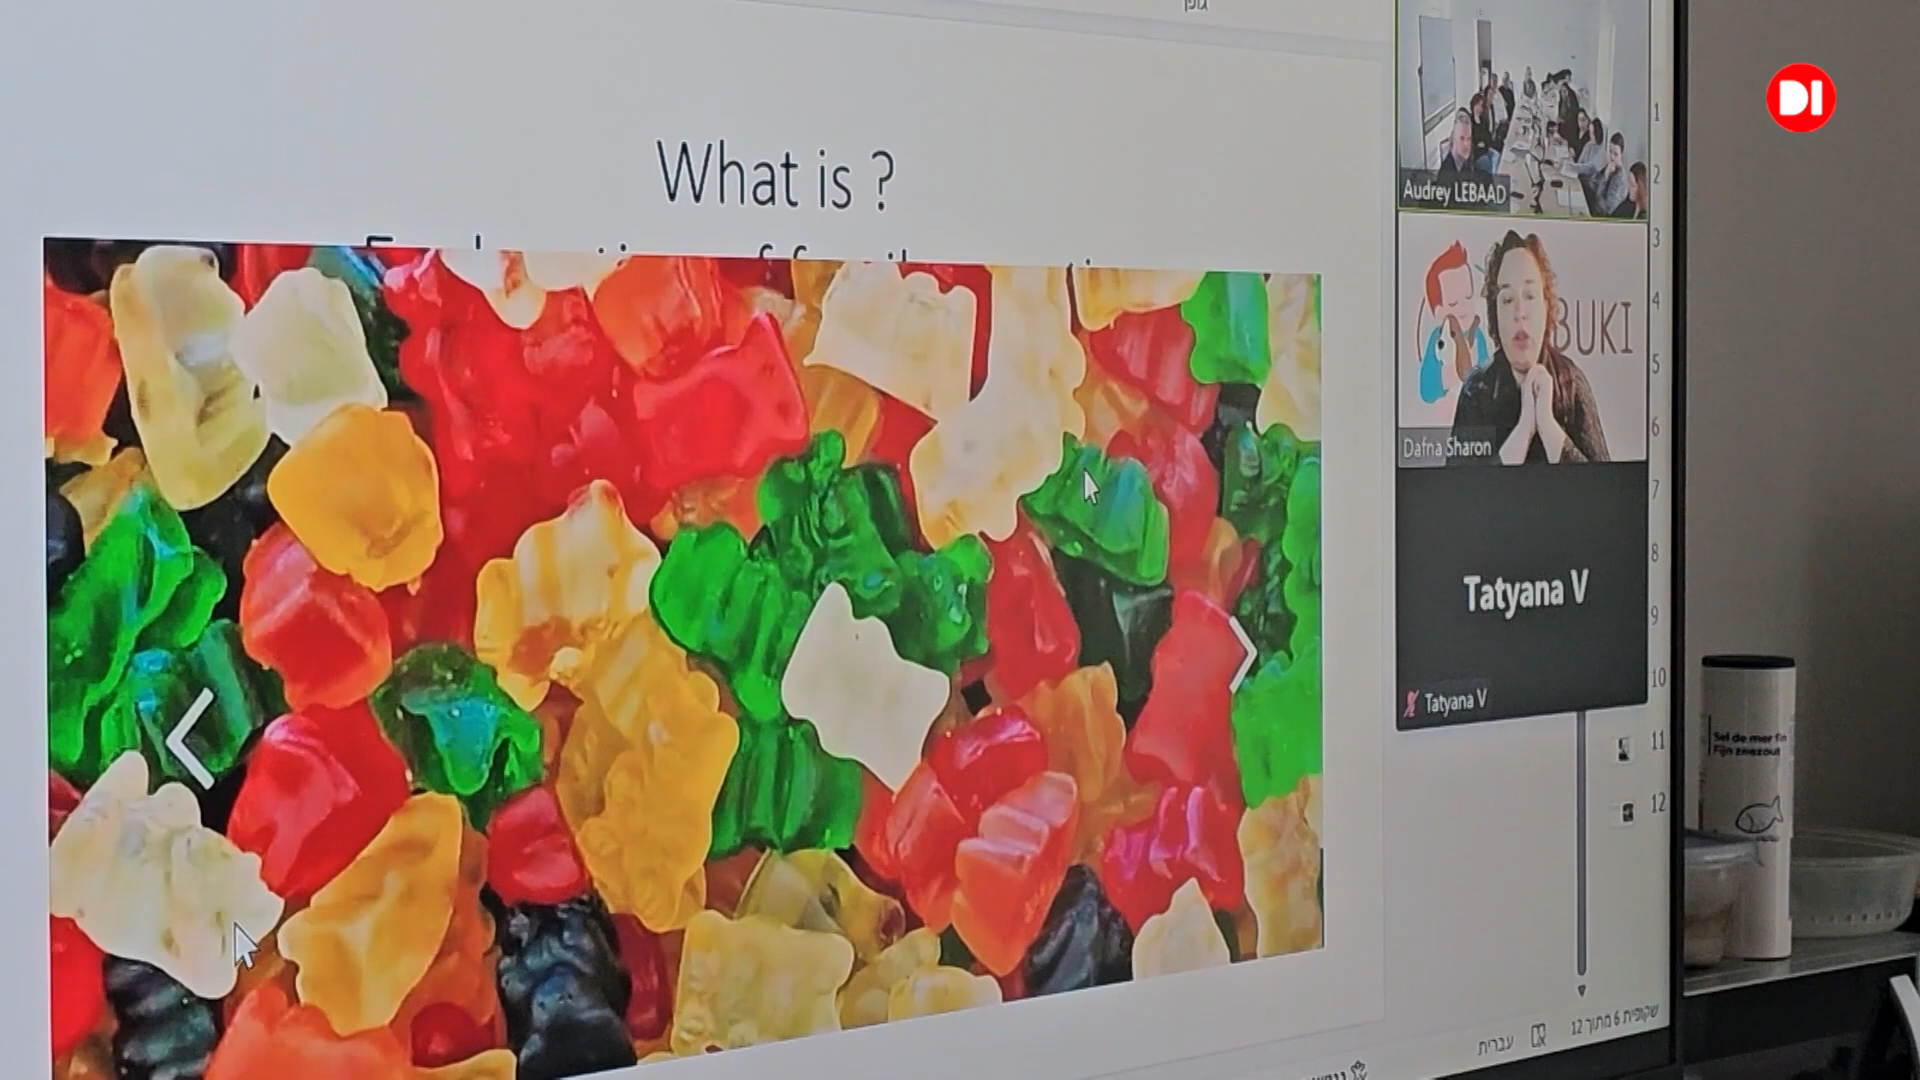 גופן
DI
What is ?
1
2
3
4
5
6
7
8
9
10
11
12
Audrey LEBAAD
BUKI
Dafna Sharon
Tatyana V
Tatyana V
Sel de mer fin
Fijn zeezout
שקופית 6 מתוך 12
עברית